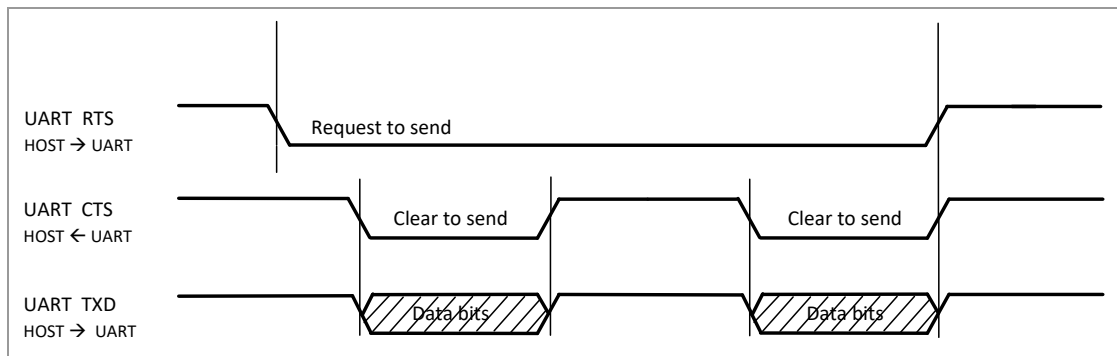 UART RTS
HOST → UART
Request to send
UART CTS
HOST ← UART
Clear to send
Clear to send
UART TXD
HOST → UART
Data bits
Data bits